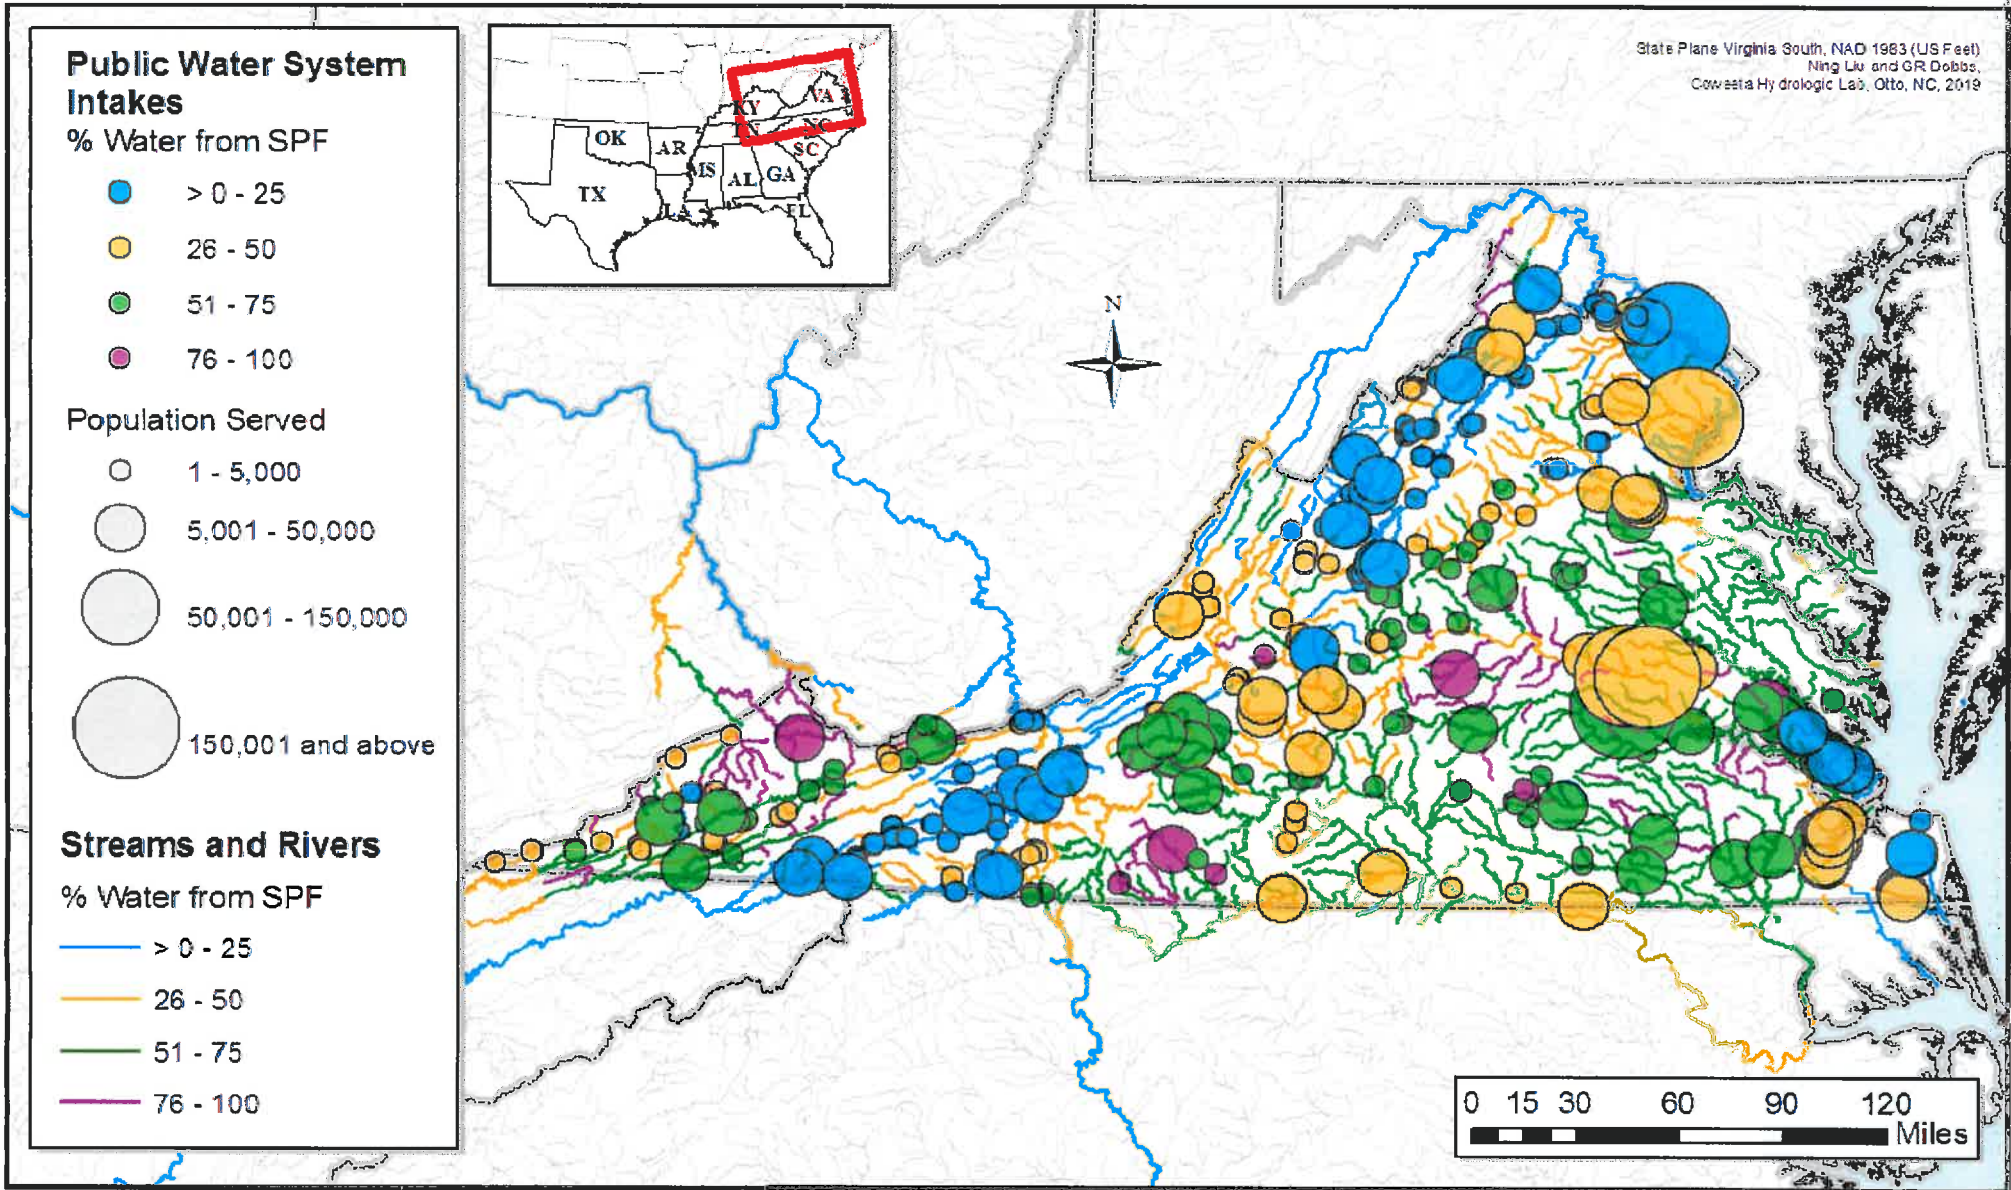 Public Water System
Intakes
% Water from SPF
> 0 - 25
26 - 50
51 - 75
76 - 100
Population Served
1 - 5,000
5,001 - 50,000
50,001 - 150,000
150,001 and above
Streams and Rivers
% Water from SPF
> 0 - 25
26 - 50
51 - 75
76 - 100
KY
VA
OK
AR
TN
NC
SC
MS
AL
GA
TX
LA
FL
State Plane Virginia South, NAD 1983 (US Feet)
Ning Liu and GR Dobbs,
Coweeta Hydrologic Lab, Otto, NC, 2019
N
0 15 30 60 90 120
Miles